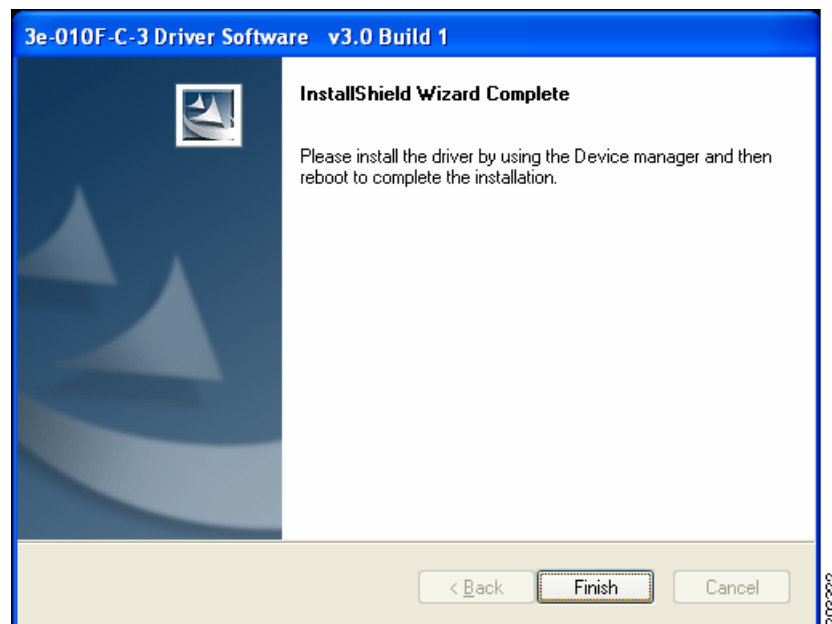 3e-010F-C-3 Driver Software v3.0 Build 1
InstallShield Wizard Complete
Please install the driver by using the Device manager and then
reboot to complete the installation.
< Back
Finish
Cancel